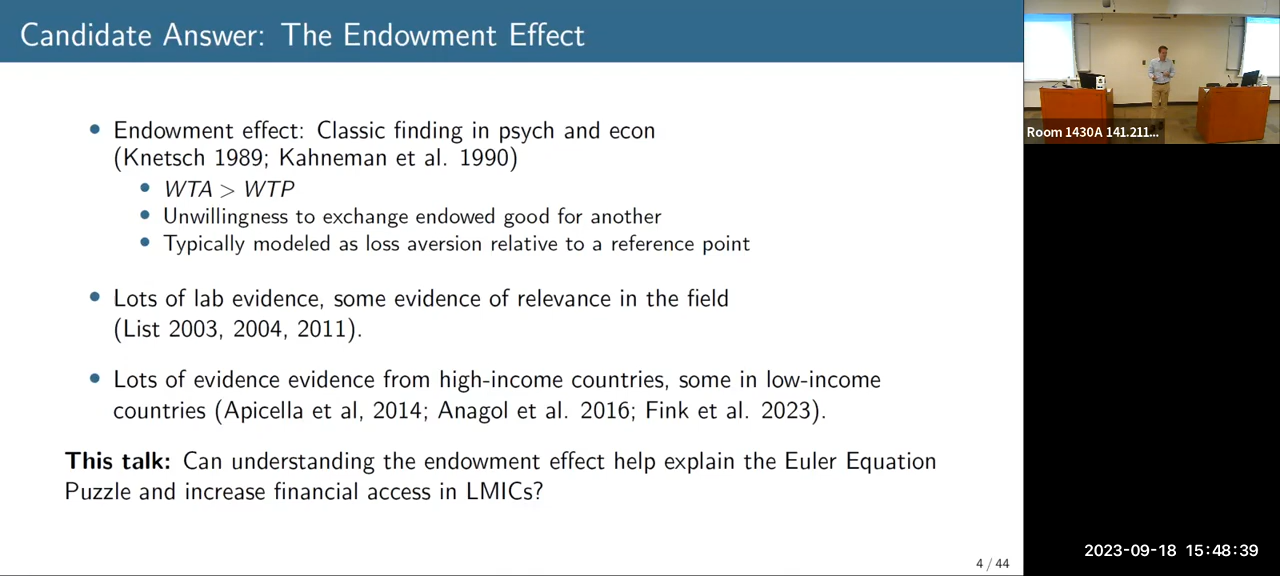 Candidate Answer: The Endowment Effect
Endowment effect: Classic finding in psych and econ
(Knetsch 1989; Kahneman et al. 1990)
WTA > WTP
Unwillingness to exchange endowed good for another
Typically modeled as loss aversion relative to a reference point
Lots of lab evidence, some evidence of relevance in the field
(List 2003, 2004, 2011).
Lots of evidence evidence from high-income countries, some in low-income
countries (Apicella et al, 2014; Anagol et al. 2016; Fink et al. 2023).
This talk: Can understanding the endowment effect help explain the Euler Equation
Puzzle and increase financial access in LMICs?
4 / 44
Room 1430A 141.211...
2023-09-18 15:48:39